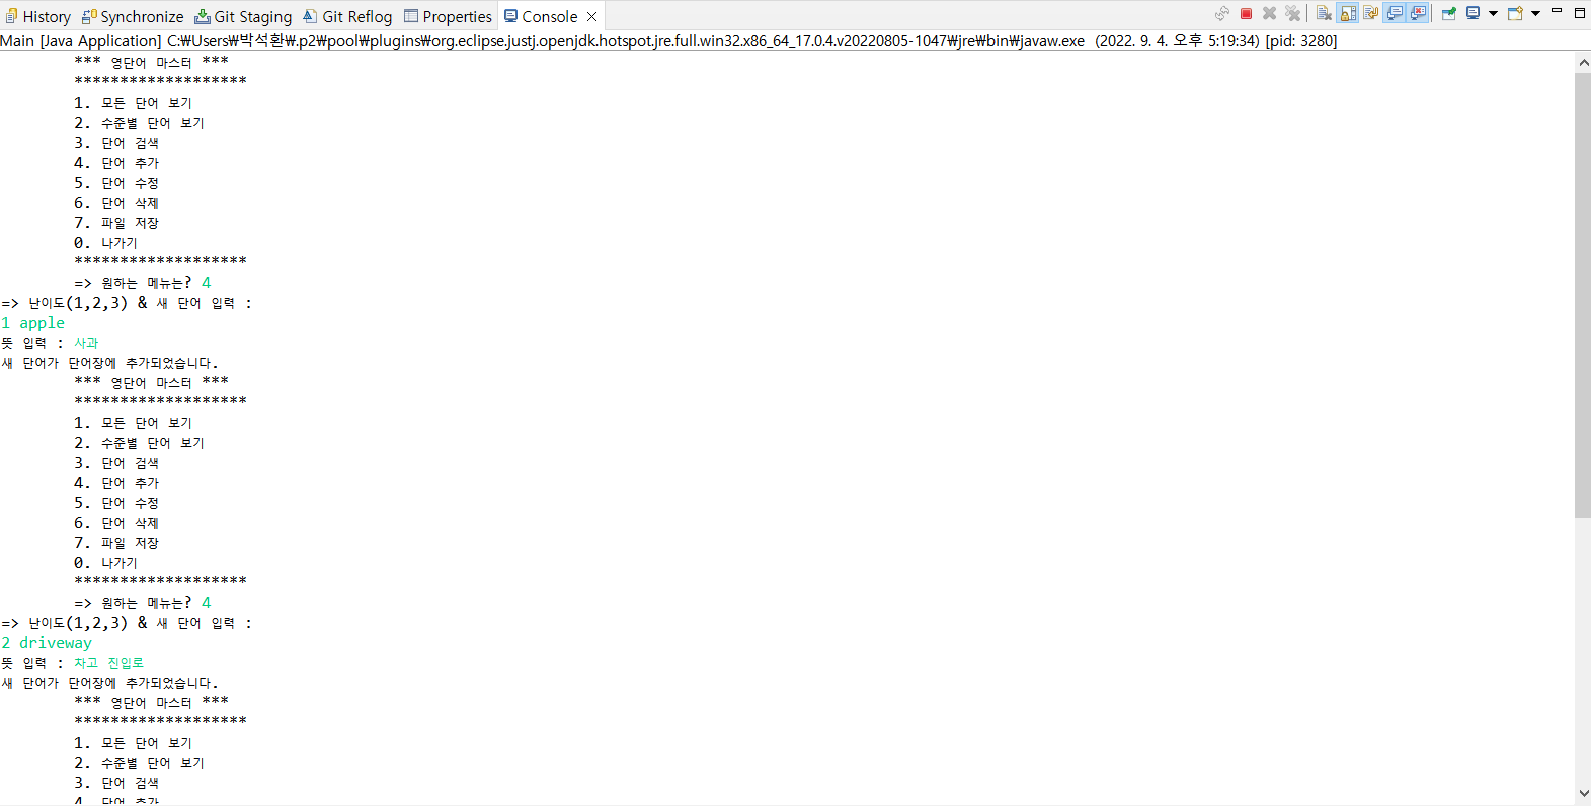 History Synchronize Git Staging Git Reflog Properties Console
Main [Java Application] C:₩Users₩박석환₩.p2₩pool₩plugins₩org.eclipse.justj.openjdk.hotspot.jre.full.win32.x86_64_17.0.4.v20220805-1047₩jre₩bin₩javaw.exe (2022. 9. 4. 오후 5:19:34) [pid: 3280]
*** 영단어 마스터 ***
*******************
1. 모든 단어 보기
2. 수준별 단어 보기
3. 단어 검색
4. 단어 추가
5. 단어 수정
6. 단어 삭제
7. 파일 저장
0. 나가기
*******************
=> 원하는 메뉴는? 4
=> 난이도(1,2,3) & 새 단어 입력 :
1 apple
뜻 입력 : 사과
새 단어가 단어장에 추가되었습니다.
*** 영단어 마스터 ***
*******************
1. 모든 단어 보기
2. 수준별 단어 보기
3. 단어 검색
4. 단어 추가
5. 단어 수정
6. 단어 삭제
7. 파일 저장
0. 나가기
*******************
=> 원하는 메뉴는? 4
=> 난이도(1,2,3) & 새 단어 입력 :
2 driveway
뜻 입력 : 차고 진입로
새 단어가 단어장에 추가되었습니다.
*** 영단어 마스터 ***
*******************
1. 모든 단어 보기
2. 수준별 단어 보기
3. 단어 검색
4. 단어 추가